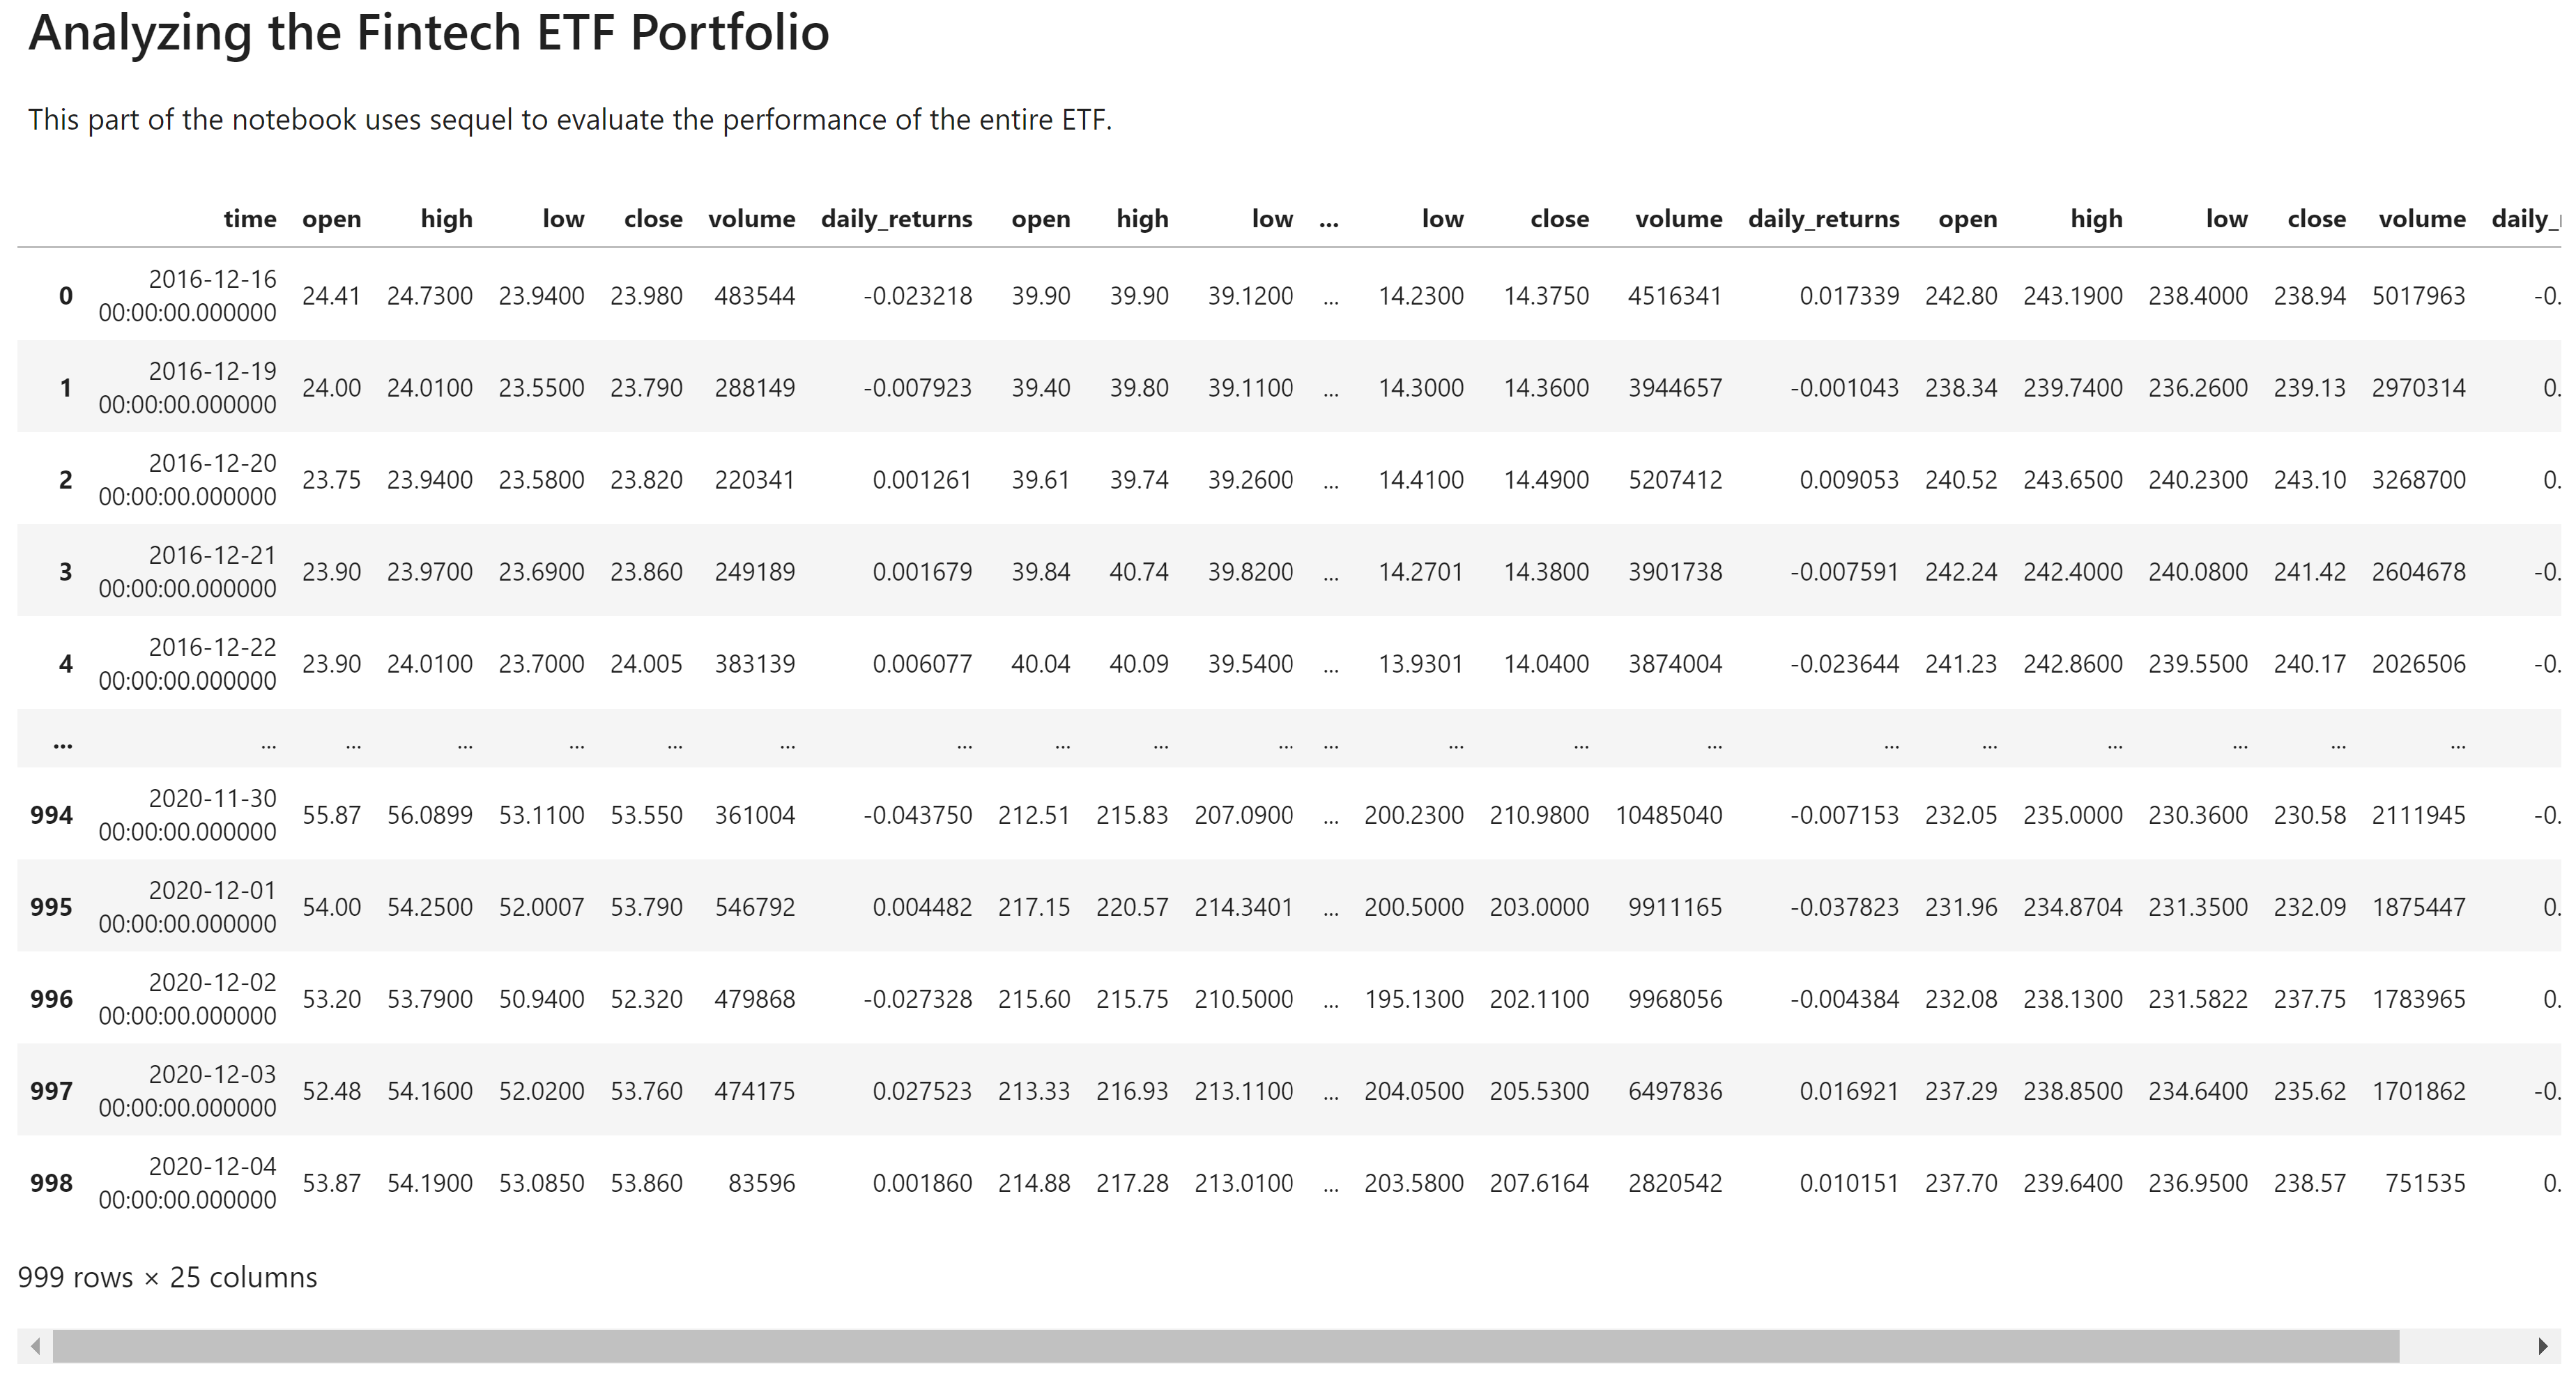 Analyzing the Fintech ETF Portfolio
This part of the notebook uses sequel to evaluate the performance of the entire ETF.
time open high low close volume daily_returns open high low ... low close volume daily_returns open high low close volume daily_
0 2016-12-16 00:00:00.000000 24.41 24.7300 23.9400 23.980 483544 -0.023218 39.90 39.90 39.1200 ... 14.2300 14.3750 4516341 0.017339 242.80 243.1900 238.4000 238.94 5017963 -0.
1 2016-12-19 00:00:00.000000 24.00 24.0100 23.5500 23.790 288149 -0.007923 39.40 39.80 39.1100 ... 14.3000 14.3600 3944657 -0.001043 238.34 239.7400 236.2600 239.13 2970314 0.
2 2016-12-20 00:00:00.000000 23.75 23.9400 23.5800 23.820 220341 0.001261 39.61 39.74 39.2600 ... 14.4100 14.4900 5207412 0.009053 240.52 243.6500 240.2300 243.10 3268700 0.
3 2016-12-21 00:00:00.000000 23.90 23.9700 23.6900 23.860 249189 0.001679 39.84 40.74 39.8200 ... 14.2701 14.3800 3901738 -0.007591 242.24 242.4000 240.0800 241.42 2604678 -0.
4 2016-12-22 00:00:00.000000 23.90 24.0100 23.7000 24.005 383139 0.006077 40.04 40.09 39.5400 ... 13.9301 14.0400 3874004 -0.023644 241.23 242.8600 239.5500 240.17 2026506 -0.
... ... ... ... ... ... ... ... ... ... ... ... ... ... ... ... ... ... ... ... ...
994 2020-11-30 00:00:00.000000 55.87 56.0899 53.1100 53.550 361004 -0.043750 212.51 215.83 207.0900 ... 200.2300 210.9800 10485040 -0.007153 232.05 235.0000 230.3600 230.58 2111945 -0.
995 2020-12-01 00:00:00.000000 54.00 54.2500 52.0007 53.790 546792 0.004482 217.15 220.57 214.3401 ... 200.5000 203.0000 9911165 -0.037823 231.96 234.8704 231.3500 232.09 1875447 0.
996 2020-12-02 00:00:00.000000 53.20 53.7900 50.9400 52.320 479868 -0.027328 215.60 215.75 210.5000 ... 195.1300 202.1100 9968056 -0.004384 232.08 238.1300 231.5822 237.75 1783965 0.
997 2020-12-03 00:00:00.000000 52.48 54.1600 52.0200 53.760 474175 0.027523 213.33 216.93 213.1100 ... 204.0500 205.5300 6497836 0.016921 237.29 238.8500 234.6400 235.62 1701862 -0.
998 2020-12-04 00:00:00.000000 53.87 54.1900 53.0850 53.860 83596 0.001860 214.88 217.28 213.0100 ... 203.5800 207.6164 2820542 0.010151 237.70 239.6400 236.9500 238.57 751535 0.
999 rows × 25 columns